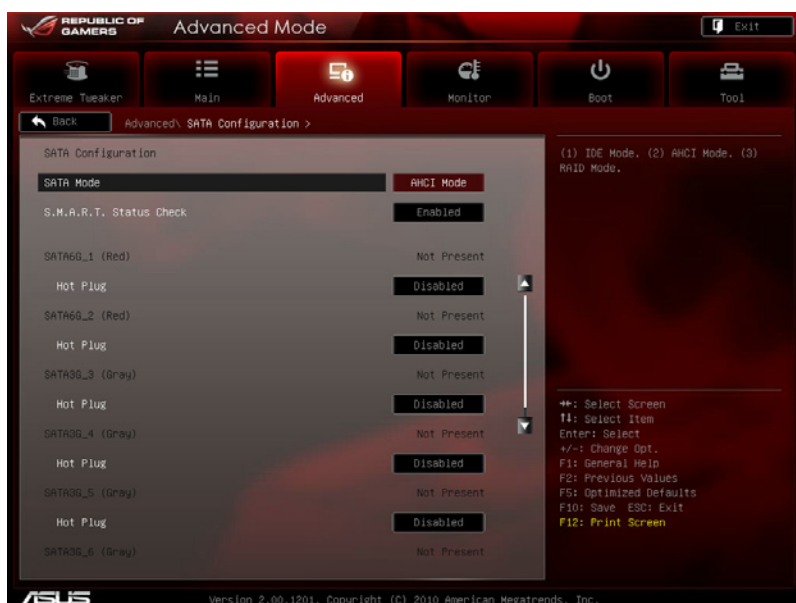 REPUBLIC OF
GAMERS
Advanced Mode
Exit
Extreme Tweaker
Main
Advanced
Monitor
Boot
Tool
Back
Advanced\ SATA Configuration >
SATA Configuration
SATA Mode
AHCI Mode
S.M.A.R.T. Status Check
Enabled
SATA6G_1 (Red)
Not Present
Hot Plug
Disabled
SATA6G_2 (Red)
Not Present
Hot Plug
Disabled
SATA3G_3 (Gray)
Not Present
Hot Plug
Disabled
SATA3G_4 (Gray)
Not Present
Hot Plug
Disabled
SATA3G_5 (Gray)
Not Present
Hot Plug
Disabled
SATA3G_6 (Gray)
Not Present
(1) IDE Mode. (2) AHCI Mode. (3)
RAID Mode.
→←: Select Screen
↑↓: Select Item
Enter: Select
+/-: Change Opt.
F1: General Help
F2: Previous Values
F5: Optimized Defaults
F10: Save ESC: Exit
F12: Print Screen
ASUS
Version 2.00.1201. Copyright (C) 2010 American Megatrends, Inc.